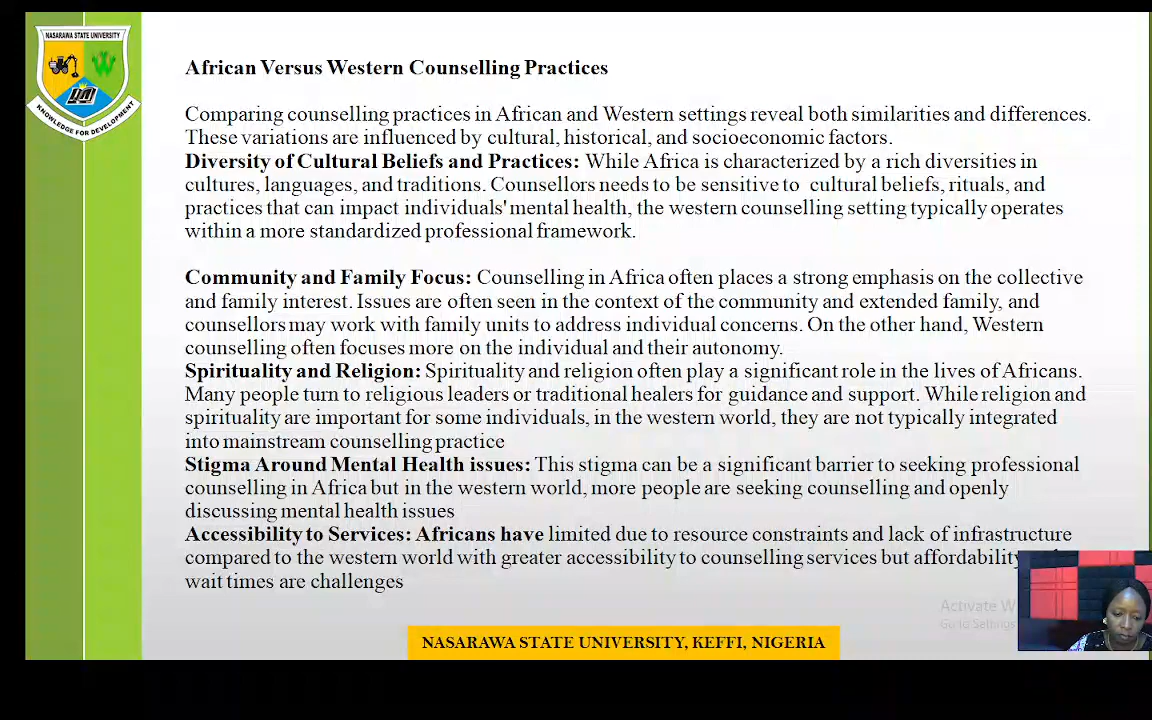 NASARAWA STATE UNIVERSITY
KNOWLEDGE FOR DEVELOPMENT
African Versus Western Counselling Practices
Comparing counselling practices in African and Western settings reveal both similarities and differences.
These variations are influenced by cultural, historical, and socioeconomic factors.
Diversity of Cultural Beliefs and Practices: While Africa is characterized by a rich diversities in
cultures, languages, and traditions. Counsellors needs to be sensitive to cultural beliefs, rituals, and
practices that can impact individuals' mental health, the western counselling setting typically operates
within a more standardized professional framework.
Community and Family Focus: Counselling in Africa often places a strong emphasis on the collective
and family interest. Issues are often seen in the context of the community and extended family, and
counsellors may work with family units to address individual concerns. On the other hand, Western
counselling often focuses more on the individual and their autonomy.
Spirituality and Religion: Spirituality and religion often play a significant role in the lives of Africans.
Many people turn to religious leaders or traditional healers for guidance and support. While religion and
spirituality are important for some individuals, in the western world, they are not typically integrated
into mainstream counselling practice
Stigma Around Mental Health issues: This stigma can be a significant barrier to seeking professional
counselling in Africa but in the western world, more people are seeking counselling and openly
discussing mental health issues
Accessibility to Services: Africans have limited due to resource constraints and lack of infrastructure
compared to the western world with greater accessibility to counselling services but affordability
wait times are challenges
Activate W
Go to Settings
NASARAWA STATE UNIVERSITY, KEFFI, NIGERIA